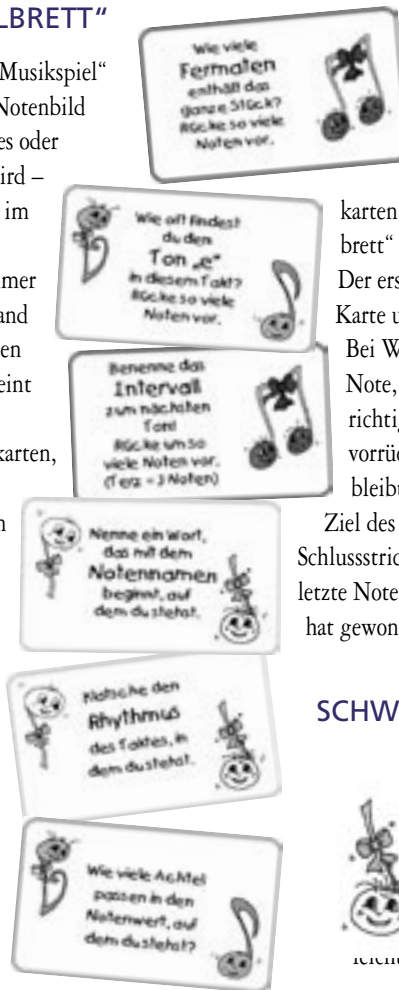 LBRETT“
Musikspiel“
Notenbild
es oder
ird –
im
mer
and
en
eint
karten,
n
Wie viele
Fermaten
enthält das
ganze Stück?
Rücke so viele
Noten vor.
Wie oft findest
du den
Ton „e“
in diesem Takt?
Rücke so viele
Noten vor.
Benenne das
Intervall
zum nächsten
Ton!
Rücke um so
viele Noten vor.
(Terz = 3 Noten)
Nenne ein Wort,
das mit dem
Notennamen
beginnt, auf
dem du stehst.
Klatsche den
Rhythmus
des Taktes, in
dem du stehst.
Wie viele Achtel
passen in den
Notenwert, auf
dem du stehst?
karten
brett“
Der ers
Karte u
Bei W
Note,
richtig
vorrüc
bleibt
Ziel des
Schlussstric
letzte Note
hat gewon
SCHW